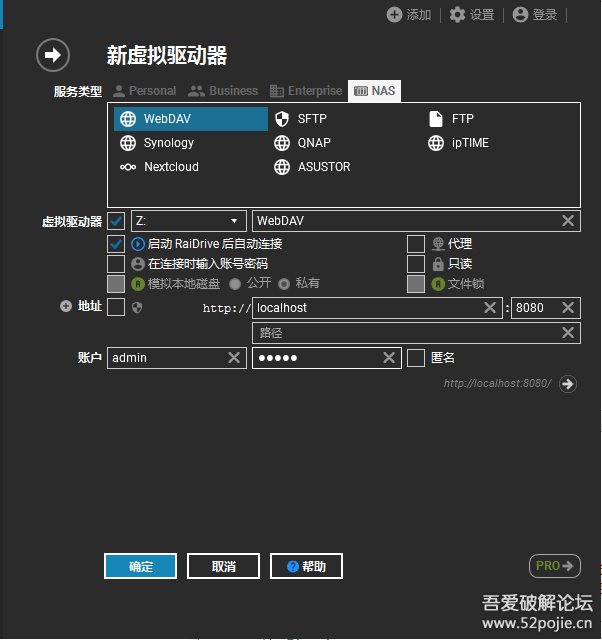 添加 设置 登录
新虚拟驱动器
服务类型 Personal Business Enterprise NAS
WebDAV SFTP FTP
Synology QNAP ipTIME
Nextcloud ASUSTOR
虚拟驱动器 Z: WebDAV
启动 RaiDrive 后自动连接 代理
在连接时输入账号密码 只读
模拟本地磁盘 公开 私有 文件锁
地址 http:// localhost : 8080
路径
账户 admin ●●●●● 匿名
http://localhost:8080/
确定 取消 ? 帮助 PRO
吾爱破解论坛
www.52pojie.cn